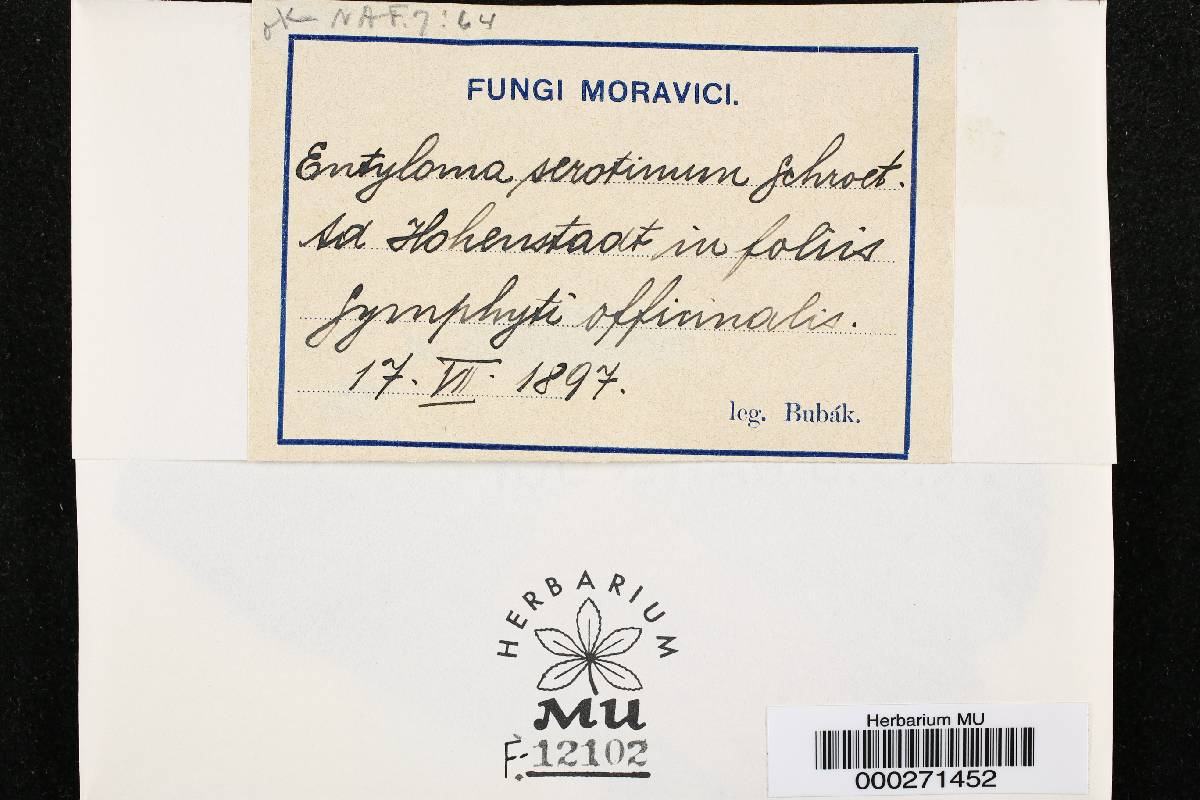 ok NAF. 7:64
FUNGI MORAVICI.
Entyloma serotinum Schroet.
Ad Hohenstadt in foliis
Symphyti officinalis.
17. VII. 1897.
leg. Bubák.
HERBARIUM
MU
F-12102
Herbarium MU
000271452